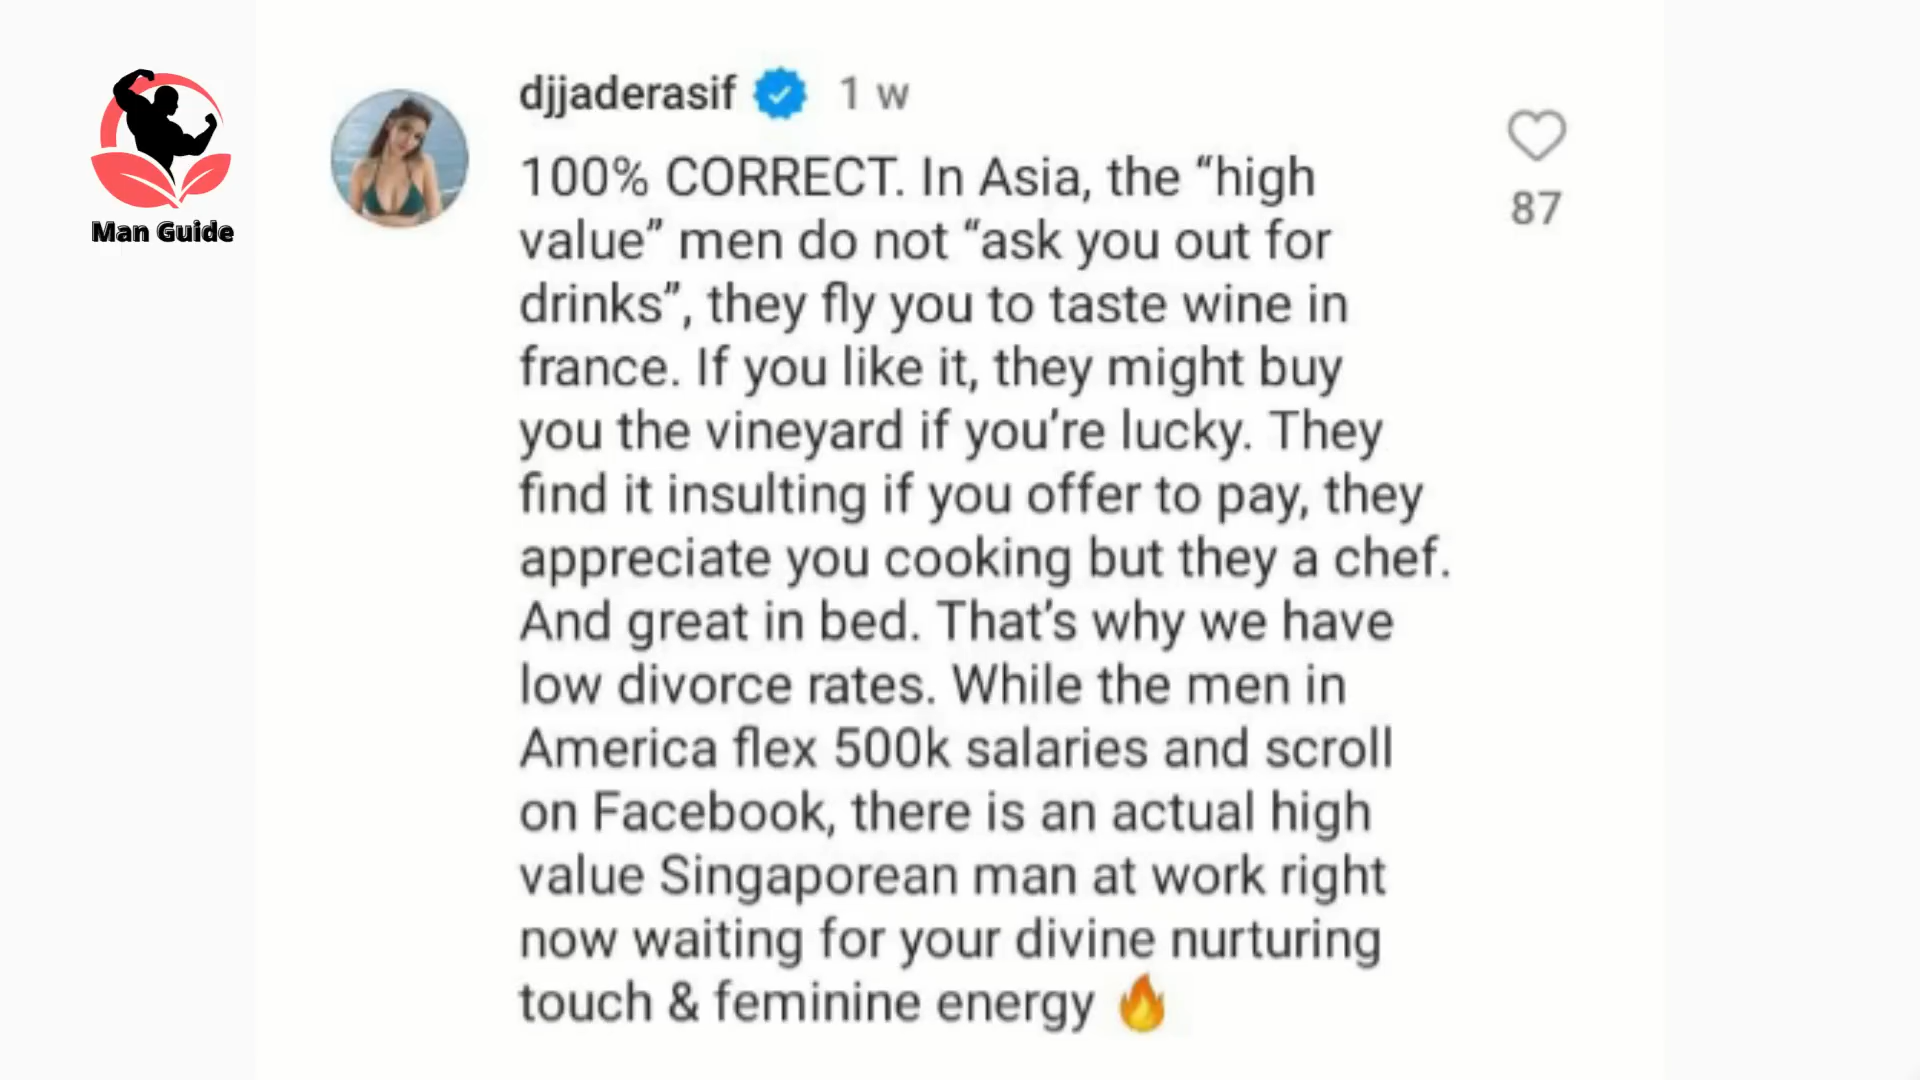 Man Guide
djjaderasif 1 w
100% CORRECT. In Asia, the “high
value” men do not “ask you out for
drinks”, they fly you to taste wine in
france. If you like it, they might buy
you the vineyard if you’re lucky. They
find it insulting if you offer to pay, they
appreciate you cooking but they a chef.
And great in bed. That’s why we have
low divorce rates. While the men in
America flex 500k salaries and scroll
on Facebook, there is an actual high
value Singaporean man at work right
now waiting for your divine nurturing
touch & feminine energy 🔥
87